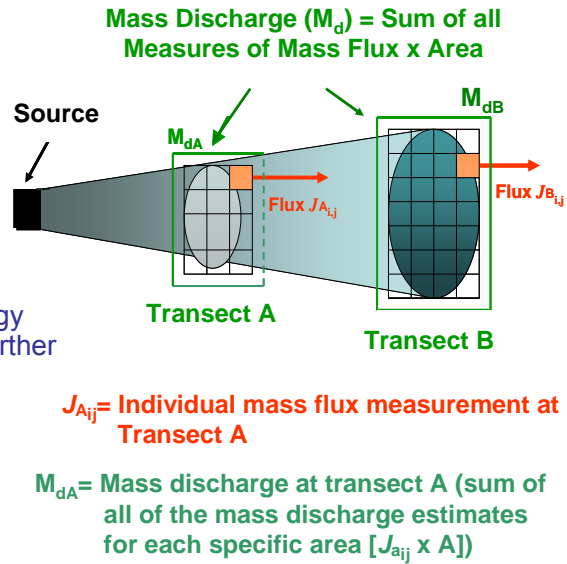 Mass Discharge (Md) = Sum of all
Measures of Mass Flux x Area
Source
MdA
MdB
Flux JAi,j
Flux JBi,j
Transect A
Transect B
gy
rther
JAij= Individual mass flux measurement at
Transect A
MdA= Mass discharge at transect A (sum of
all of the mass discharge estimates
for each specific area [Jaij x A])